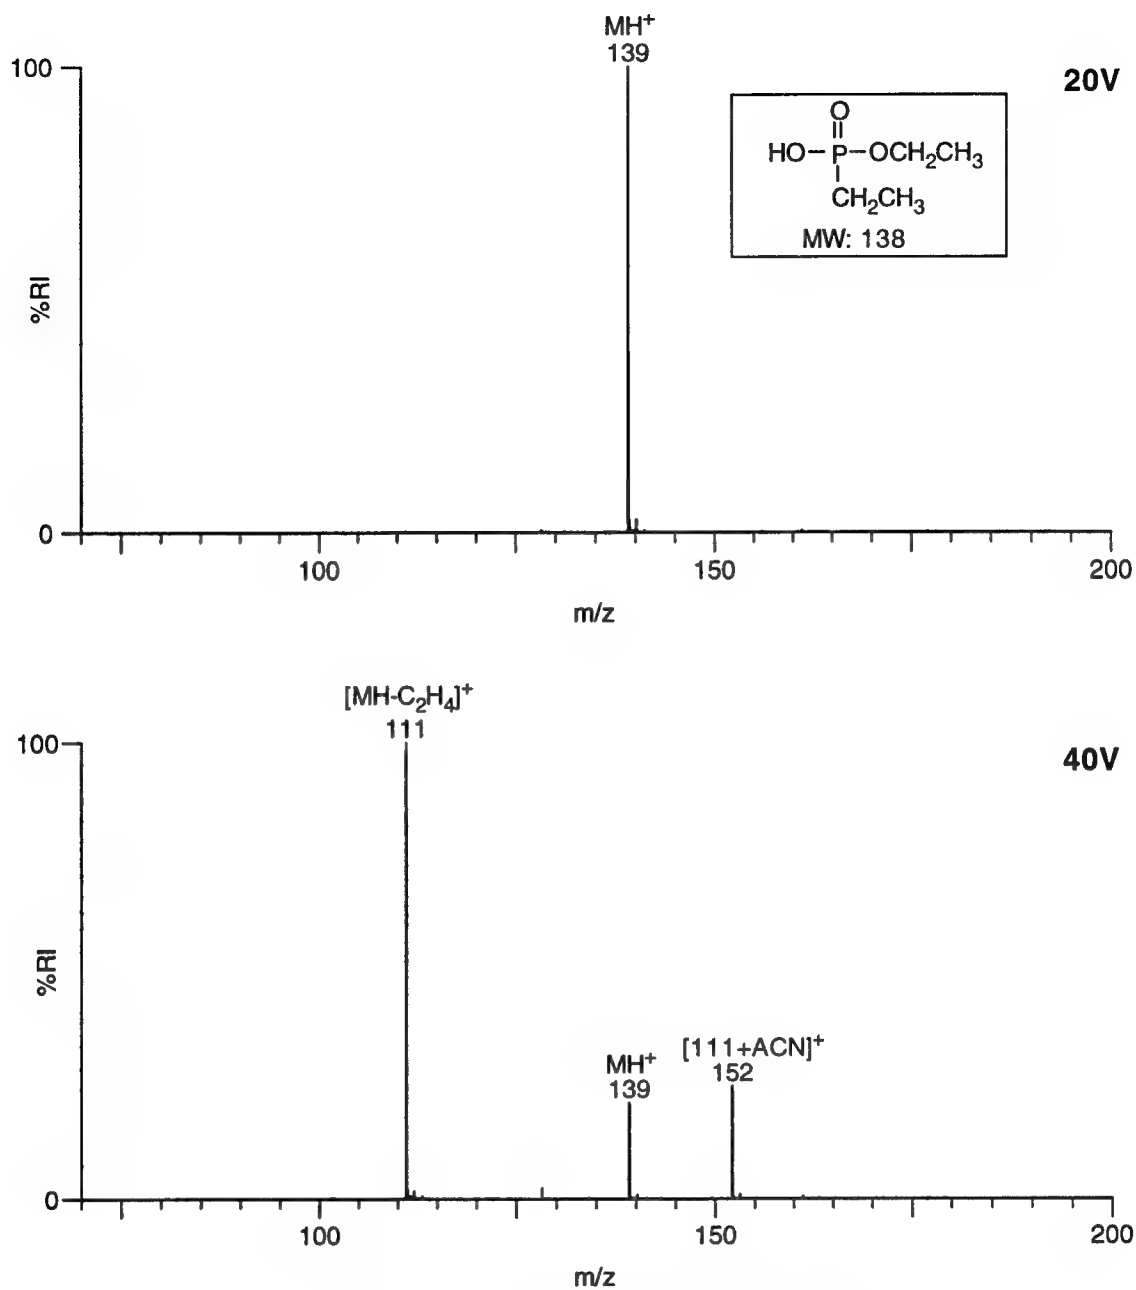 MH⁺
139
100
20V
O
HO-P-OCH₂CH₃
CH₂CH₃
MW: 138
%RI
0
100
150
200
m/z
[MH-C₂H₄]⁺
111
100
40V
%RI
MH⁺
139
[111+ACN]⁺
152
0
100
150
200
m/z